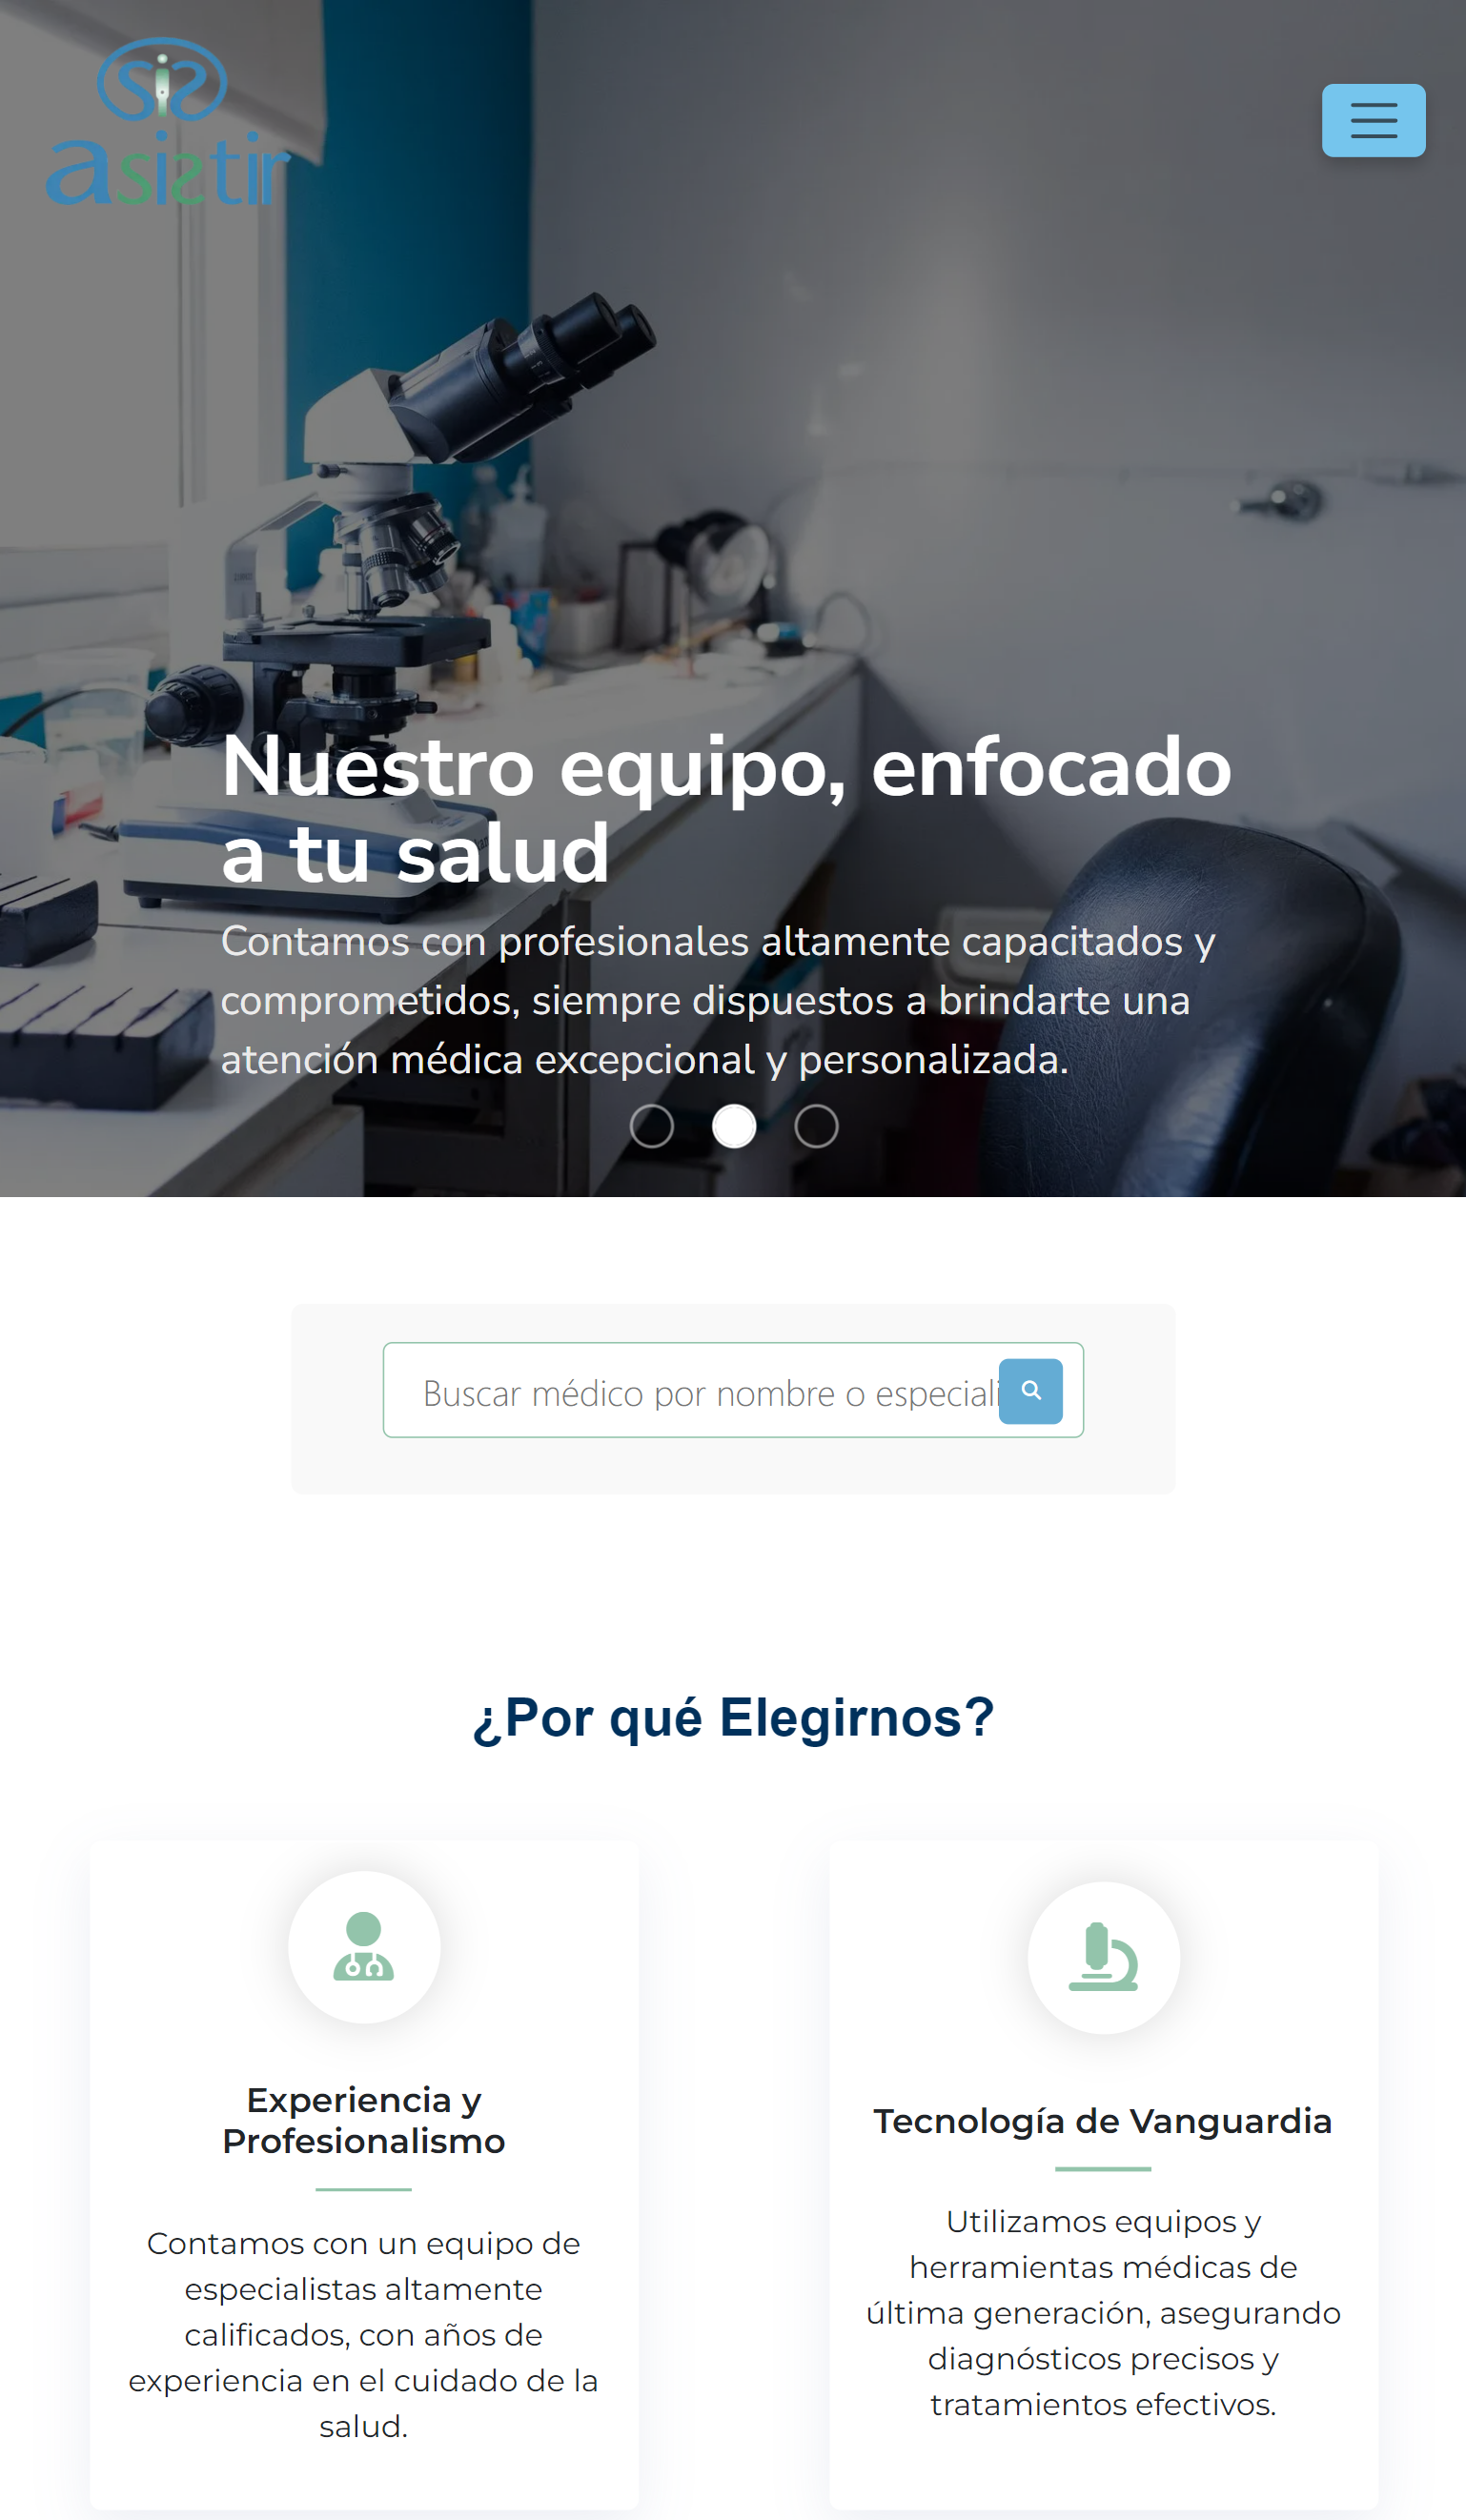 sis
asistir
Nuestro equipo, enfocado
a tu salud
Contamos con profesionales altamente capacitados y
comprometidos, siempre dispuestos a brindarte una
atención médica excepcional y personalizada.
Buscar médico por nombre o especiali
¿Por qué Elegirnos?
Experiencia y
Profesionalismo
Contamos con un equipo de
especialistas altamente
calificados, con años de
experiencia en el cuidado de la
salud.
Tecnología de Vanguardia
Utilizamos equipos y
herramientas médicas de
última generación, asegurando
diagnósticos precisos y
tratamientos efectivos.